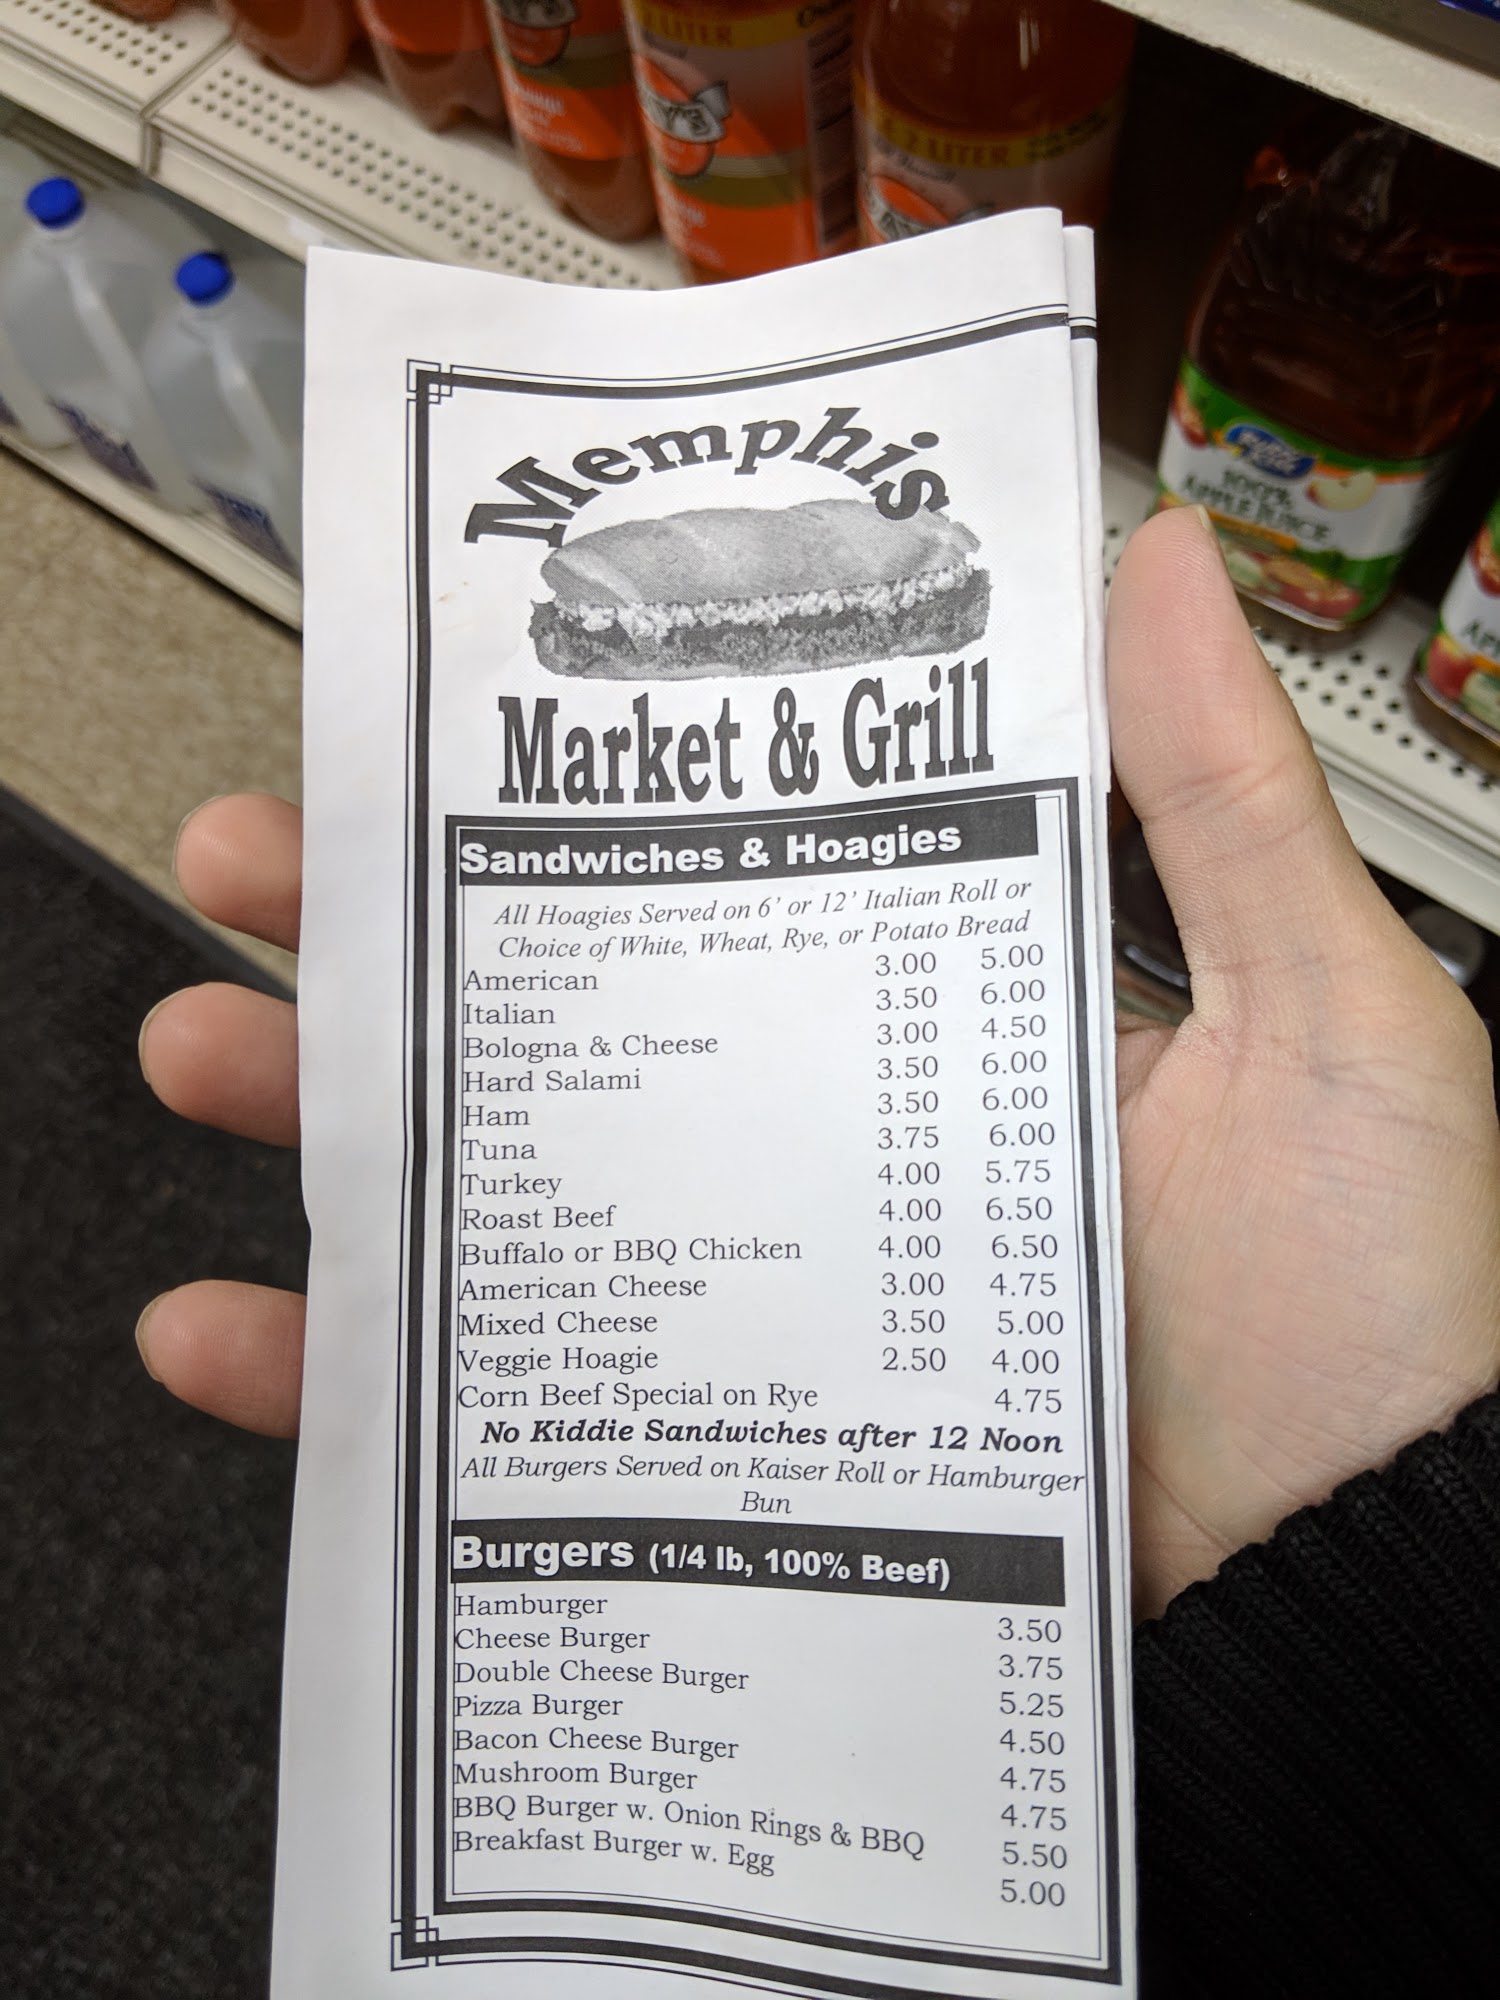 2 LITER
2 LITER
100%
APPLE JUICE
Memphis
Market & Grill
Sandwiches & Hoagies
All Hoagies Served on 6' or 12' Italian Roll or
Choice of White, Wheat, Rye, or Potato Bread
American 3.00 5.00
Italian 3.50 6.00
Bologna & Cheese 3.00 4.50
Hard Salami 3.50 6.00
Ham 3.50 6.00
Tuna 3.75 6.00
Turkey 4.00 5.75
Roast Beef 4.00 6.50
Buffalo or BBQ Chicken 4.00 6.50
American Cheese 3.00 4.75
Mixed Cheese 3.50 5.00
Veggie Hoagie 2.50 4.00
Corn Beef Special on Rye 4.75
No Kiddie Sandwiches after 12 Noon
All Burgers Served on Kaiser Roll or Hamburger
Bun
Burgers (1/4 lb, 100% Beef)
Hamburger 3.50
Cheese Burger 3.75
Double Cheese Burger 5.25
Pizza Burger 4.50
Bacon Cheese Burger 4.75
Mushroom Burger 4.75
BBQ Burger w. Onion Rings & BBQ 5.50
Breakfast Burger w. Egg 5.00